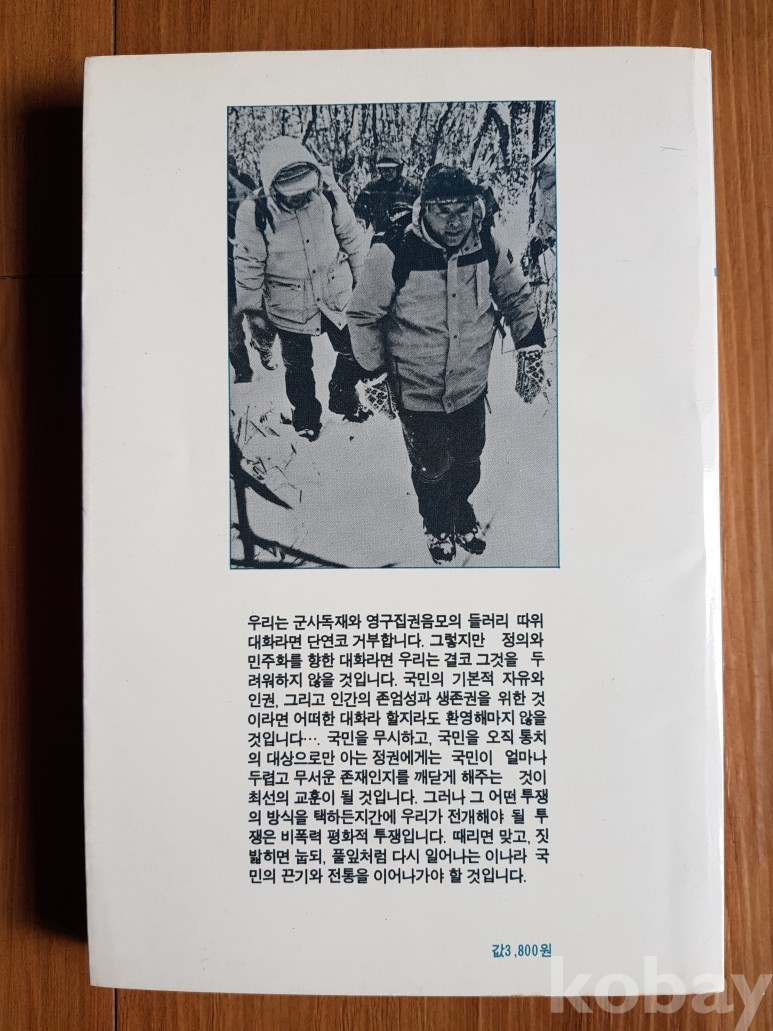 우리는 군사독재와 영구집권음모의 들러리 따위
대화라면 단연코 거부합니다. 그렇지만 정의와
민주화를 향한 대화라면 우리는 결코 그것을 두
려워하지 않을 것입니다. 국민의 기본적 자유와
인권, 그리고 인간의 존엄성과 생존권을 위한 것
이라면 어떠한 대화라 할지라도 환영해마지 않을
것입니다…. 국민을 무시하고, 국민을 오직 통치
의 대상으로만 아는 정권에게는 국민이 얼마나
두렵고 무서운 존재인지를 깨닫게 해주는 것이
최선의 교훈이 될 것입니다. 그러나 그 어떤 투쟁
의 방식을 택하든지간에 우리가 전개해야 될 투
쟁은 비폭력 평화적 투쟁입니다. 때리면 맞고, 짓
밟히면 눕되, 풀잎처럼 다시 일어나는 이나라 국
민의 끈기와 전통을 이어나가야 할 것입니다.
값3,800원
kobay